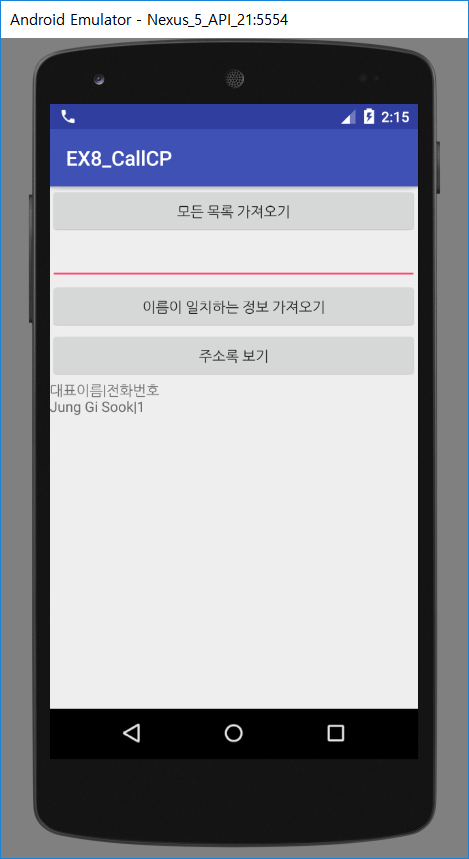 Android Emulator - Nexus_5_API_21:5554
2:15
EX8_CallCP
모든 목록 가져오기
이름이 일치하는 정보 가져오기
주소록 보기
대표이름|전화번호
Jung Gi Sook|1